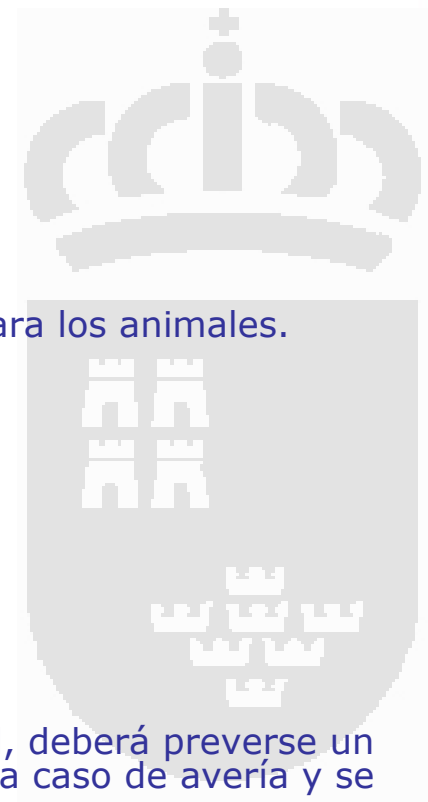 ara los animales.
, deberá preverse un
a caso de avería y se